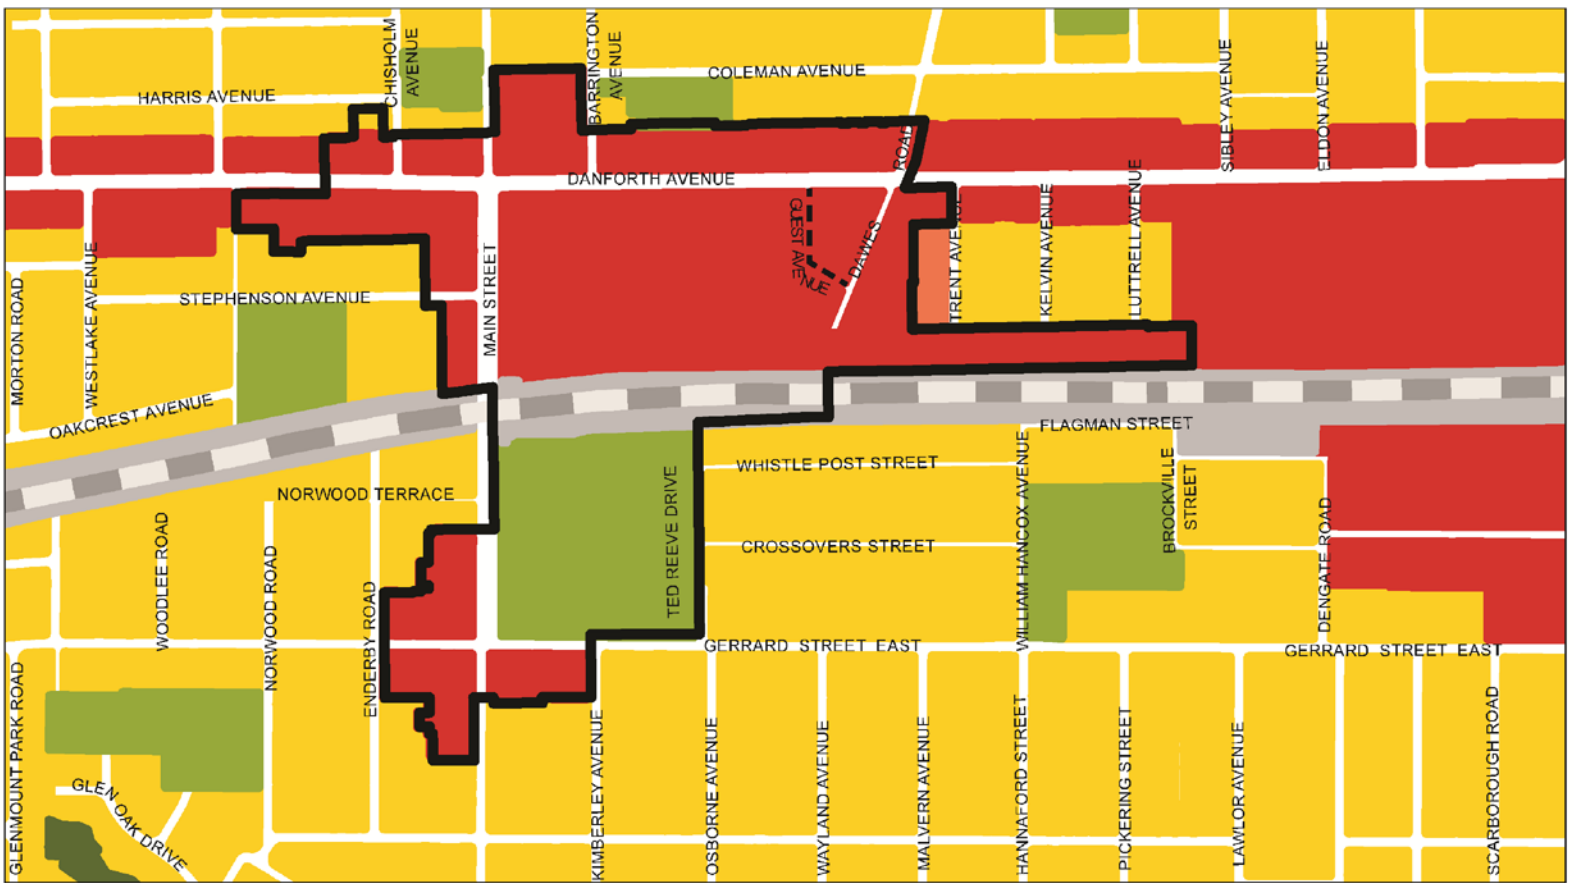 CHISHOLM
AVENUE
BARRINGTON
AVENUE
COLEMAN AVENUE
HARRIS AVENUE
SIBLEY AVENUE
ELDON AVENUE
DANFORTH AVENUE
DAWES ROAD
GUEST AVENUE
MORTON ROAD
WESTLAKE AVENUE
STEPHENSON AVENUE
MAIN STREET
TRENT AVENUE
KELVIN AVENUE
LUTTRELL AVENUE
OAKCREST AVENUE
FLAGMAN STREET
WHISTLE POST STREET
NORWOOD TERRACE
CROSSOVERS STREET
TED REEVE DRIVE
WILLIAM HANCOX AVENUE
BROCKVILLE
STREET
DENGATE ROAD
WOODLEE ROAD
NORWOOD ROAD
ENDERBY ROAD
GERRARD STREET EAST
GERRARD STREET EAST
GLENMOUNT PARK ROAD
GLEN OAK DRIVE
KIMBERLEY AVENUE
OSBORNE AVENUE
WAYLAND AVENUE
MALVERN AVENUE
HANNAFORD STREET
PICKERING STREET
LAWLOR AVENUE
SCARBOROUGH ROAD